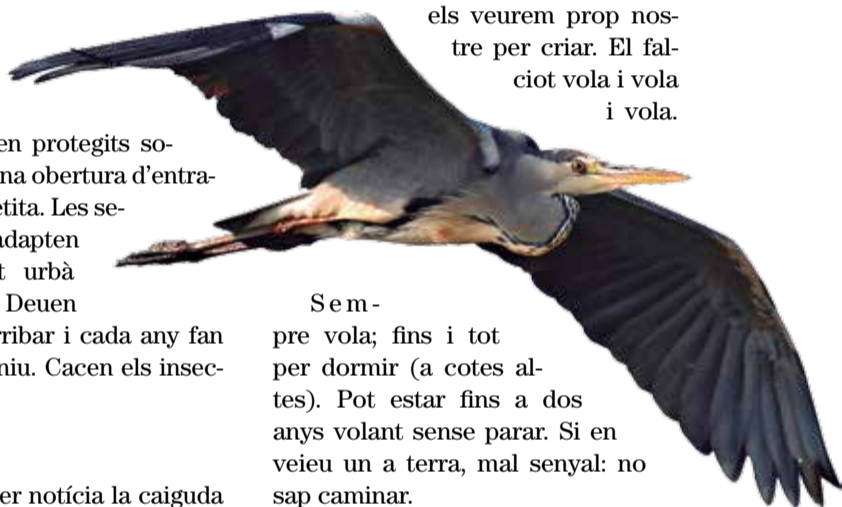 en protegits so-
na obertura d’entra-
etita. Les se-
adapten
t urbà
Deuen
rribar i cada any fan
niu. Cacen els insec-
er notícia la caiguda
els veurem prop nos-
tre per criar. El fal-
ciot vola i vola
i vola.
Sem-
pre vola; fins i tot
per dormir (a cotes al-
tes). Pot estar fins a dos
anys volant sense parar. Si en
veieu un a terra, mal senyal: no
sap caminar.